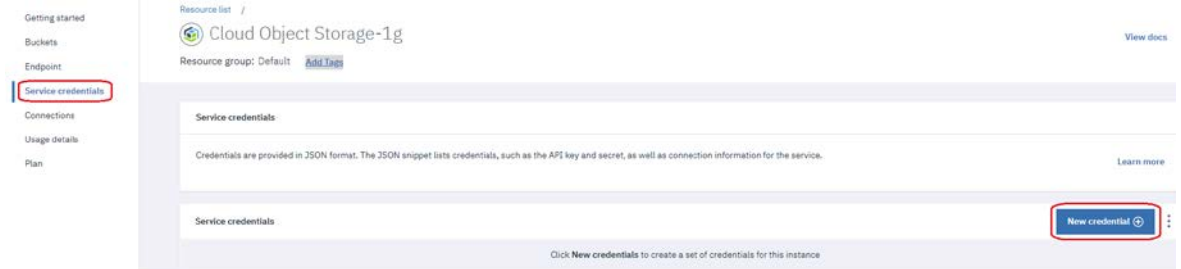 Getting started
Buckets
Endpoint
Service credentials
Connections
Usage details
Plan
Resource list /
Cloud Object Storage-1g
Resource group: Default Add Tags
View docs
Service credentials
Credentials are provided in JSON format. The JSON snippet lists credentials, such as the API key and secret, as well as connection information for the service.
Learn more
Service credentials
New credential
Click New credentials to create a set of credentials for this instance